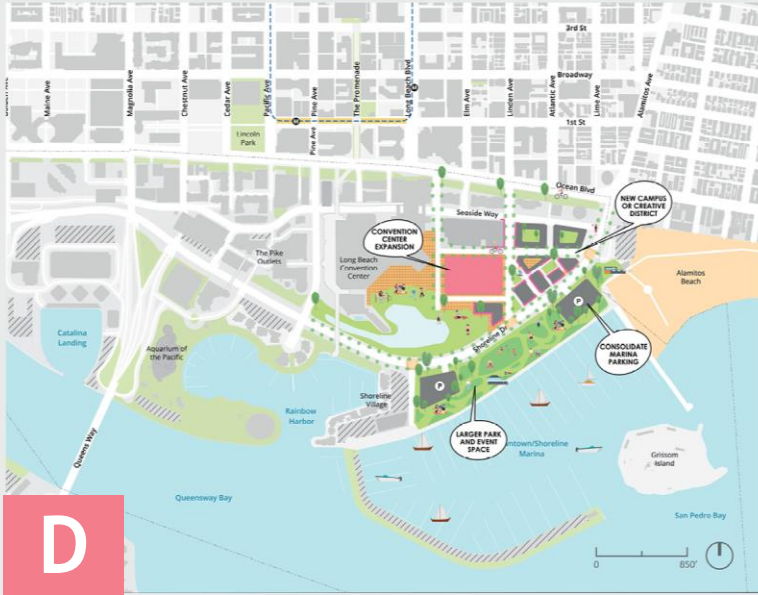 3rd St
Broadway
1st St
Maine Ave
Magnolia Ave
Chestnut Ave
Cedar Ave
Pacific Ave
Pine Ave
The Promenade
Long Beach Blvd
Elm Ave
Linden Ave
Atlantic Ave
Lime Ave
Alamitos Ave
Lincoln
Park
Pine Ave
Ocean Blvd
Seaside Way
NEW CAMPUS
OR CREATIVE
DISTRICT
CONVENTION
CENTER
EXPANSION
The Pike
Outlets
Long Beach
Convention
Center
Alamitos
Beach
P
Catalina
Landing
Aquarium of
the Pacific
Shoreline Dr
CONSOLIDATE
MARINA
PARKING
P
Shoreline
Village
Rainbow
Harbor
LARGER PARK
AND EVENT
SPACE
ntown/Shoreline
Marina
Queens Way
Grissom
Island
Queensway Bay
San Pedro Bay
D
0 850'